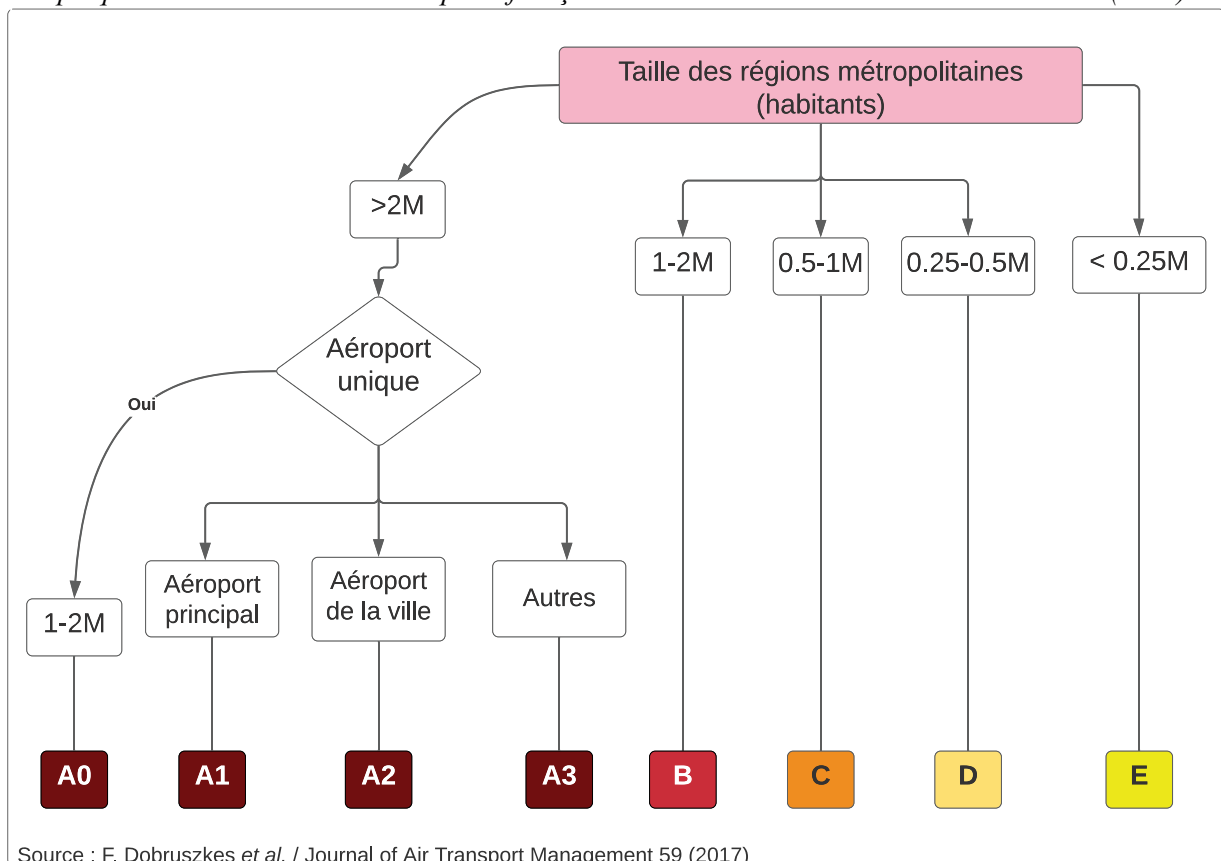 Taille des régions métropolitaines
(habitants)
>2M
1-2M
0.5-1M
0.25-0.5M
< 0.25M
Aéroport
unique
Oui
Aéroport
principal
Aéroport
de la ville
Autres
1-2M
A0
A1
A2
A3
B
C
D
E
Source : F. Dobruszkes et al. / Journal of Air Transport Management 59 (2017)